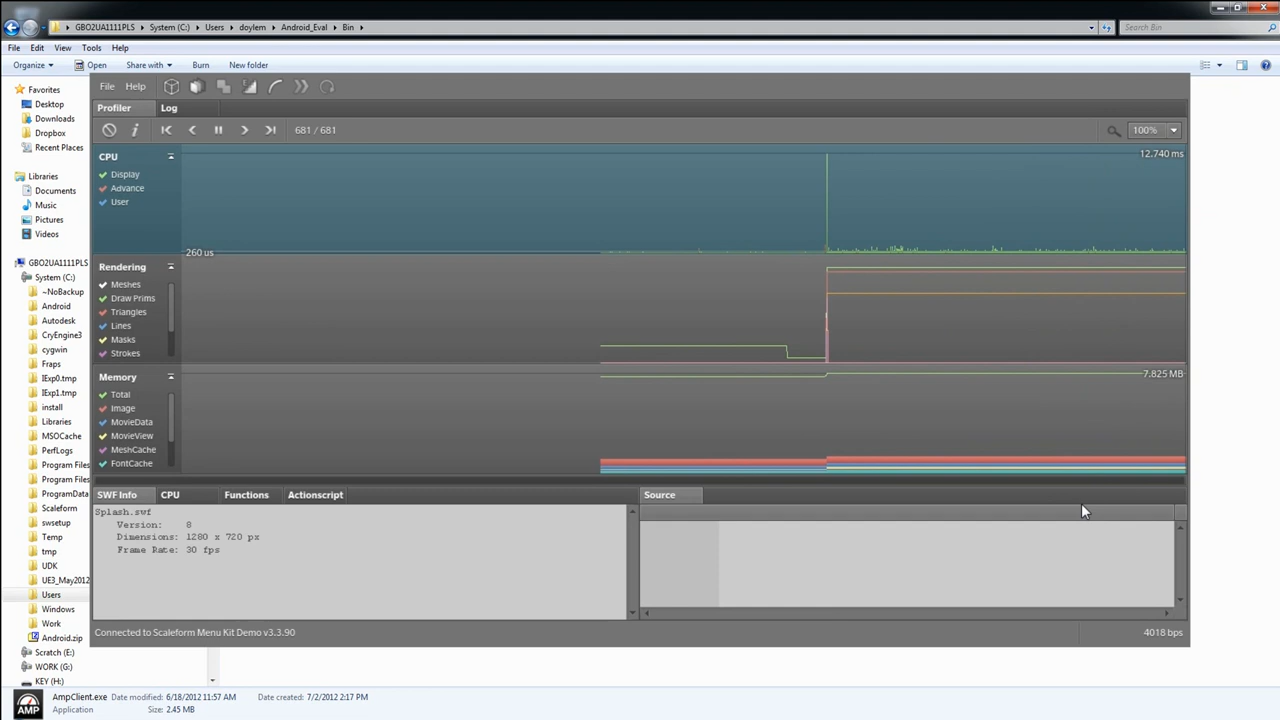 GBO2UA1111PLS ▸ System (C:) ▸ Users ▸ doylem ▸ Android_Eval ▸ Bin ▸
Search Bin
File Edit View Tools Help
Organize Open Share with Burn New folder
Favorites
Desktop
Downloads
Dropbox
Recent Places
Libraries
Documents
Music
Pictures
Videos
GBO2UA1111PLS
System (C:)
~NoBackup
Android
Autodesk
CryEngine3
cygwin
Fraps
IExp0.tmp
IExp1.tmp
install
Libraries
MSOCache
PerfLogs
Program Files
Program Files
ProgramData
Scaleform
swsetup
Temp
tmp
UDK
UE3_May2012
Users
Windows
Work
Android.zip
Scratch (E:)
WORK (G:)
KEY (H:)
File Help
Profiler Log
681 / 681
100%
CPU
12.740 ms
Display
Advance
User
260 us
Rendering
Meshes
Draw Prims
Triangles
Lines
Masks
Strokes
Memory
7.825 MB
Total
Image
MovieData
MovieView
MeshCache
FontCache
SWF Info CPU Functions Actionscript
Source
Splash.swf
Version: 8
Dimensions: 1280 x 720 px
Frame Rate: 30 fps
Connected to Scaleform Menu Kit Demo v3.3.90
4018 bps
AMP
AmpClient.exe Date modified: 6/18/2012 11:57 AM Date created: 7/2/2012 2:17 PM
Application Size: 2.45 MB